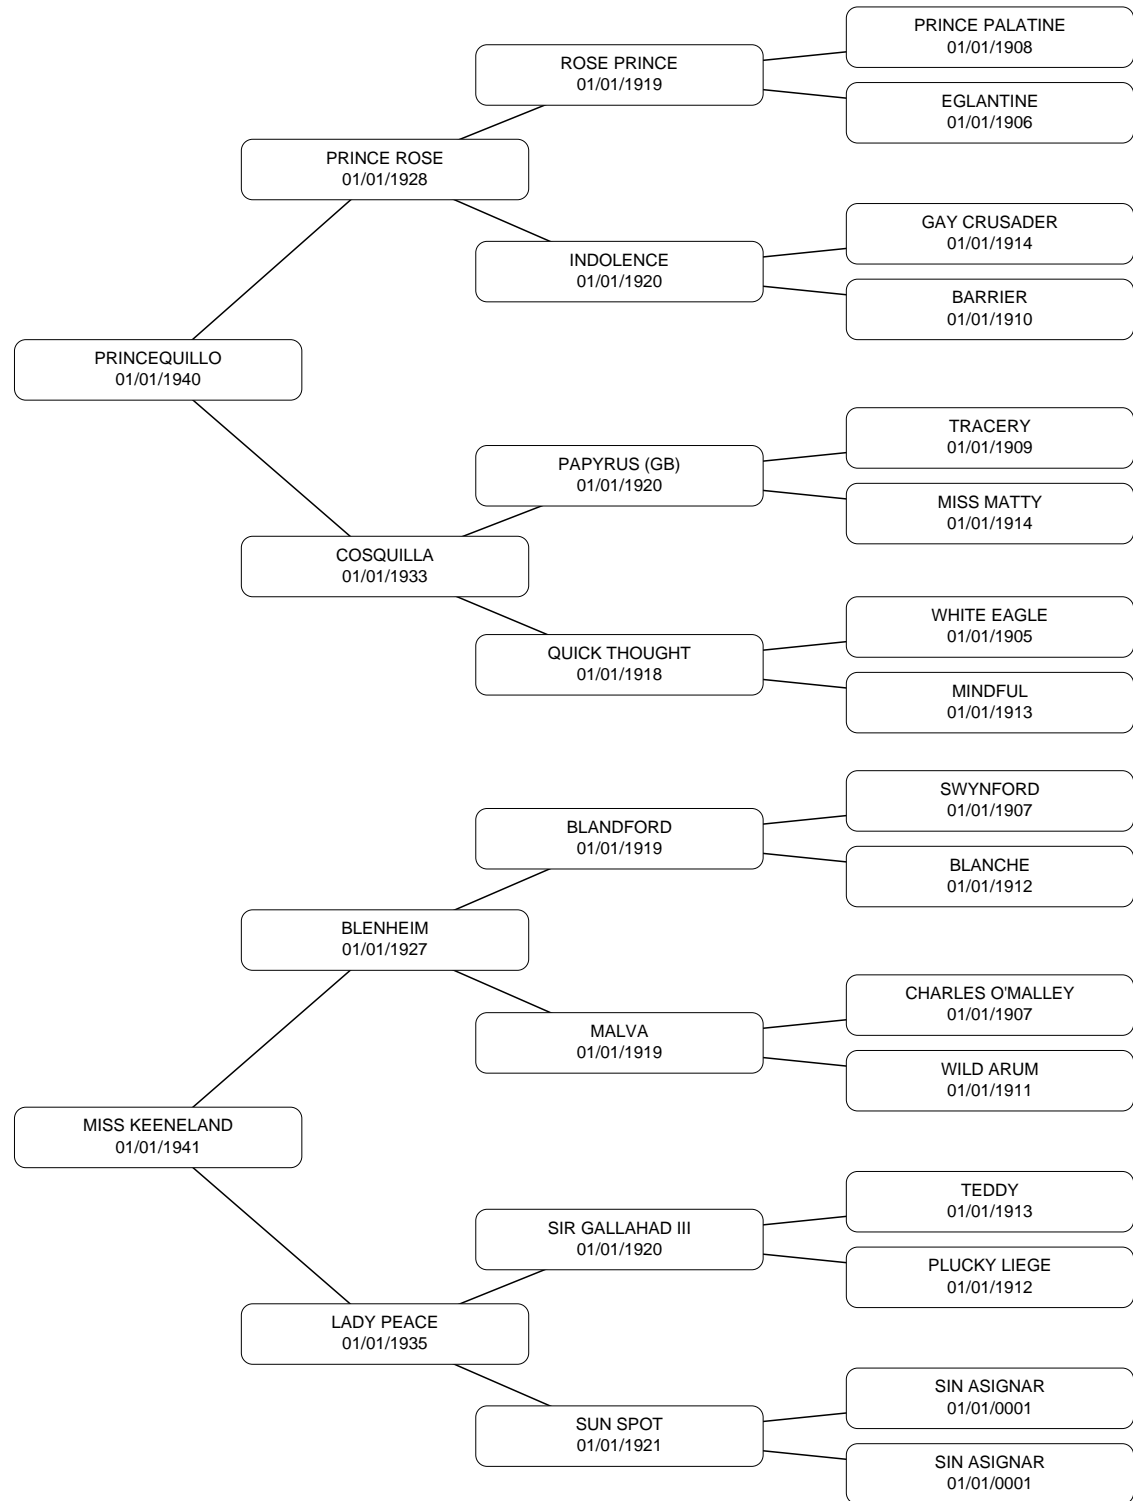 PRINCE PALATINE
01/01/1908
ROSE PRINCE
01/01/1919
EGLANTINE
01/01/1906
PRINCE ROSE
01/01/1928
GAY CRUSADER
01/01/1914
INDOLENCE
01/01/1920
BARRIER
01/01/1910
PRINCEQUILLO
01/01/1940
TRACERY
01/01/1909
PAPYRUS (GB)
01/01/1920
MISS MATTY
01/01/1914
COSQUILLA
01/01/1933
WHITE EAGLE
01/01/1905
QUICK THOUGHT
01/01/1918
MINDFUL
01/01/1913
SWYNFORD
01/01/1907
BLANDFORD
01/01/1919
BLANCHE
01/01/1912
BLENHEIM
01/01/1927
CHARLES O'MALLEY
01/01/1907
MALVA
01/01/1919
WILD ARUM
01/01/1911
MISS KEENELAND
01/01/1941
TEDDY
01/01/1913
SIR GALLAHAD III
01/01/1920
PLUCKY LIEGE
01/01/1912
LADY PEACE
01/01/1935
SIN ASIGNAR
01/01/0001
SUN SPOT
01/01/1921
SIN ASIGNAR
01/01/0001